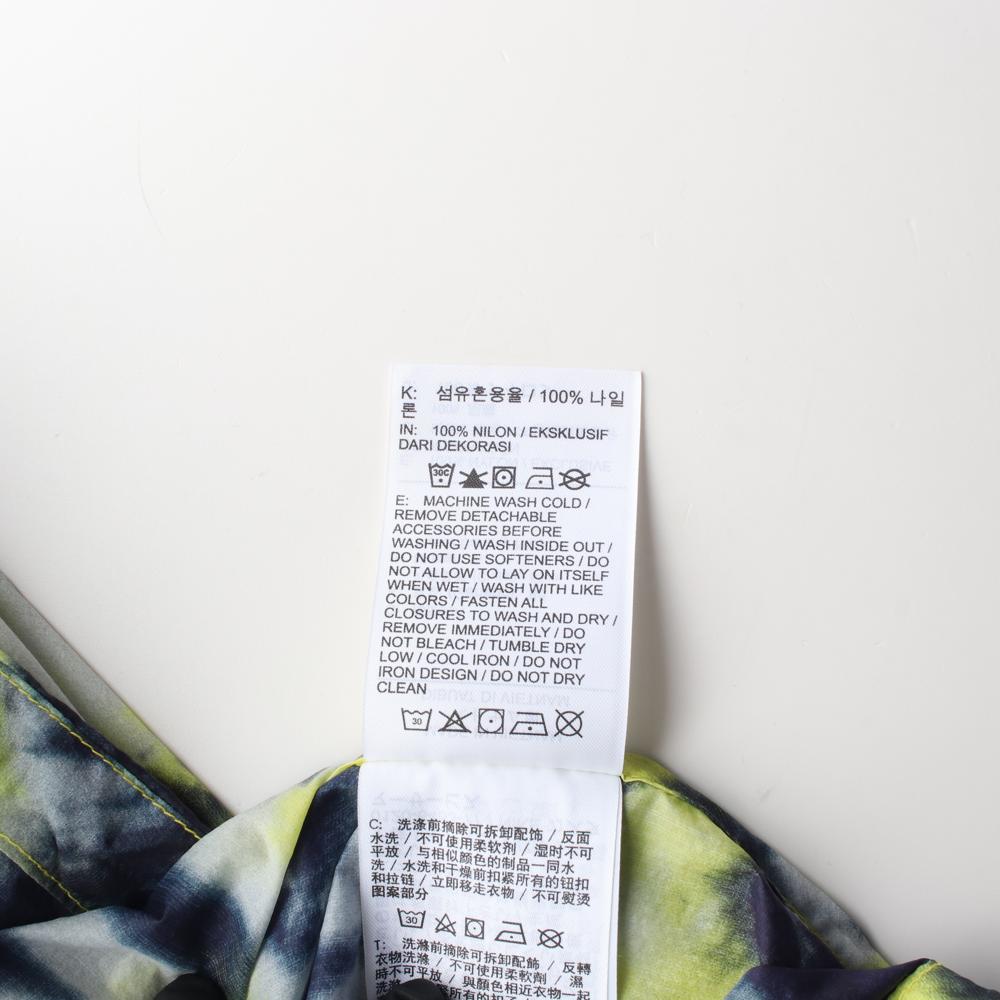 K: 섬유혼용율 / 100% 나일
론
IN: 100% NILON / EKSKLUSIF
DARI DEKORASI
30C
E: MACHINE WASH COLD /
REMOVE DETACHABLE
ACCESSORIES BEFORE
WASHING / WASH INSIDE OUT /
DO NOT USE SOFTENERS / DO
NOT ALLOW TO LAY ON ITSELF
WHEN WET / WASH WITH LIKE
COLORS / FASTEN ALL
CLOSURES TO WASH AND DRY /
REMOVE IMMEDIATELY / DO
NOT BLEACH / TUMBLE DRY
LOW / COOL IRON / DO NOT
IRON DESIGN / DO NOT DRY
CLEAN
30
C: 洗涤前摘除可拆卸配饰 / 反面
水洗 / 不可使用柔软剂 / 湿时不可
平放 / 与相似颜色的制品一同水
洗 / 水洗和干燥前扣紧所有的钮扣
和拉链 / 立即移走衣物 / 不可熨烫
图案部分
30
T: 洗滌前摘除可拆卸配飾 / 反轉
衣物洗滌 / 不可使用柔軟劑 / 濕
時不可平放 / 與顏色相近衣物一起